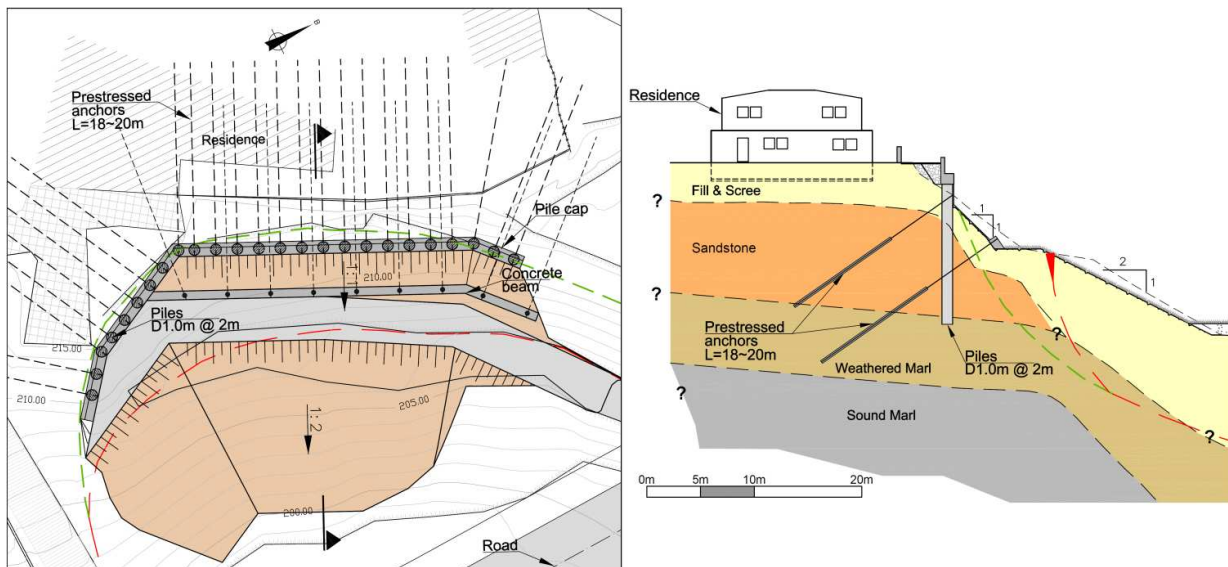 B
Prestressed
anchors
L=18~20m
Residence
Pile cap
210.00
Concrete
beam
Piles
D1.0m @ 2m
215.00
210.00
205.00
1:2
200.00
Road
Residence
Fill & Scree
?
1
1
Sandstone
2
1
?
Prestressed
anchors
L=18~20m
Piles
D1.0m @ 2m
?
Weathered Marl
?
Sound Marl
?
0m
5m
10m
20m